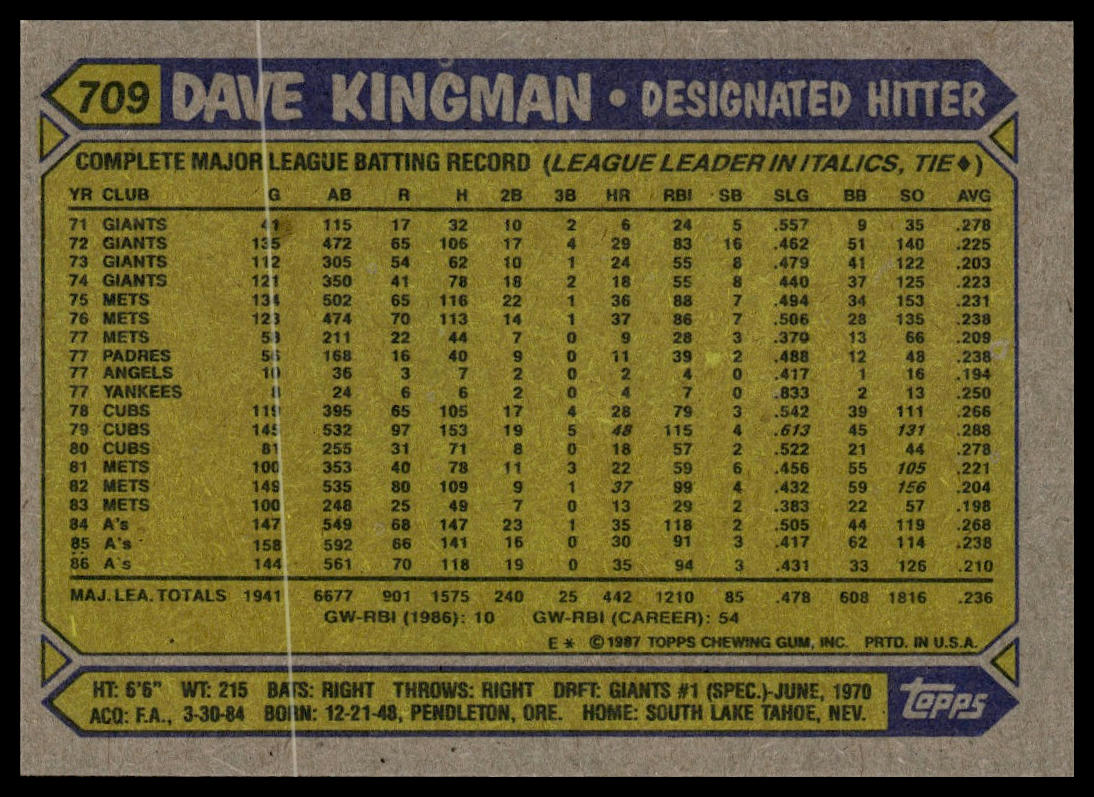 709 DAVE KINGMAN • DESIGNATED HITTER
COMPLETE MAJOR LEAGUE BATTING RECORD (LEAGUE LEADER IN ITALICS, TIE♦)
YR CLUB G AB R H 2B 3B HR RBI SB SLG BB SO AVG
71 GIANTS 41 115 17 32 10 2 6 24 5 .557 9 35 .278
72 GIANTS 135 472 65 106 17 4 29 83 16 .462 51 140 .225
73 GIANTS 112 305 54 62 10 1 24 55 8 .479 41 122 .203
74 GIANTS 121 350 41 78 18 2 18 55 8 .440 37 125 .223
75 METS 134 502 65 116 22 1 36 88 7 .494 34 153 .231
76 METS 123 474 70 113 14 1 37 86 7 .506 28 135 .238
77 METS 58 211 22 44 7 0 9 28 3 .370 13 66 .209
77 PADRES 56 168 16 40 9 0 11 39 2 .488 12 48 .238
77 ANGELS 10 36 3 7 2 0 2 4 0 .417 1 16 .194
77 YANKEES 8 24 6 6 2 0 4 7 0 .833 2 13 .250
78 CUBS 119 395 65 105 17 4 28 79 3 .542 39 111 .266
79 CUBS 145 532 97 153 19 5 48 115 4 .613 45 131 .288
80 CUBS 81 255 31 71 8 0 18 57 2 .522 21 44 .278
81 METS 100 353 40 78 11 3 22 59 6 .456 55 105 .221
82 METS 149 535 80 109 9 1 37 99 4 .432 59 156 .204
83 METS 100 248 25 49 7 0 13 29 2 .383 22 57 .198
84 A's 147 549 68 147 23 1 35 118 2 .505 44 119 .268
85 A's 158 592 66 141 16 0 30 91 3 .417 62 114 .238
86 A's 144 561 70 118 19 0 35 94 3 .431 33 126 .210
MAJ. LEA. TOTALS 1941 6677 901 1575 240 25 442 1210 85 .478 608 1816 .236
GW-RBI (1986): 10 GW-RBI (CAREER): 54
E * © 1987 TOPPS CHEWING GUM, INC. PRTD. IN U.S.A.
HT: 6'6" WT: 215 BATS: RIGHT THROWS: RIGHT DRFT: GIANTS #1 (SPEC.)-JUNE, 1970
ACQ: F.A., 3-30-84 BORN: 12-21-48, PENDLETON, ORE. HOME: SOUTH LAKE TAHOE, NEV.
topps